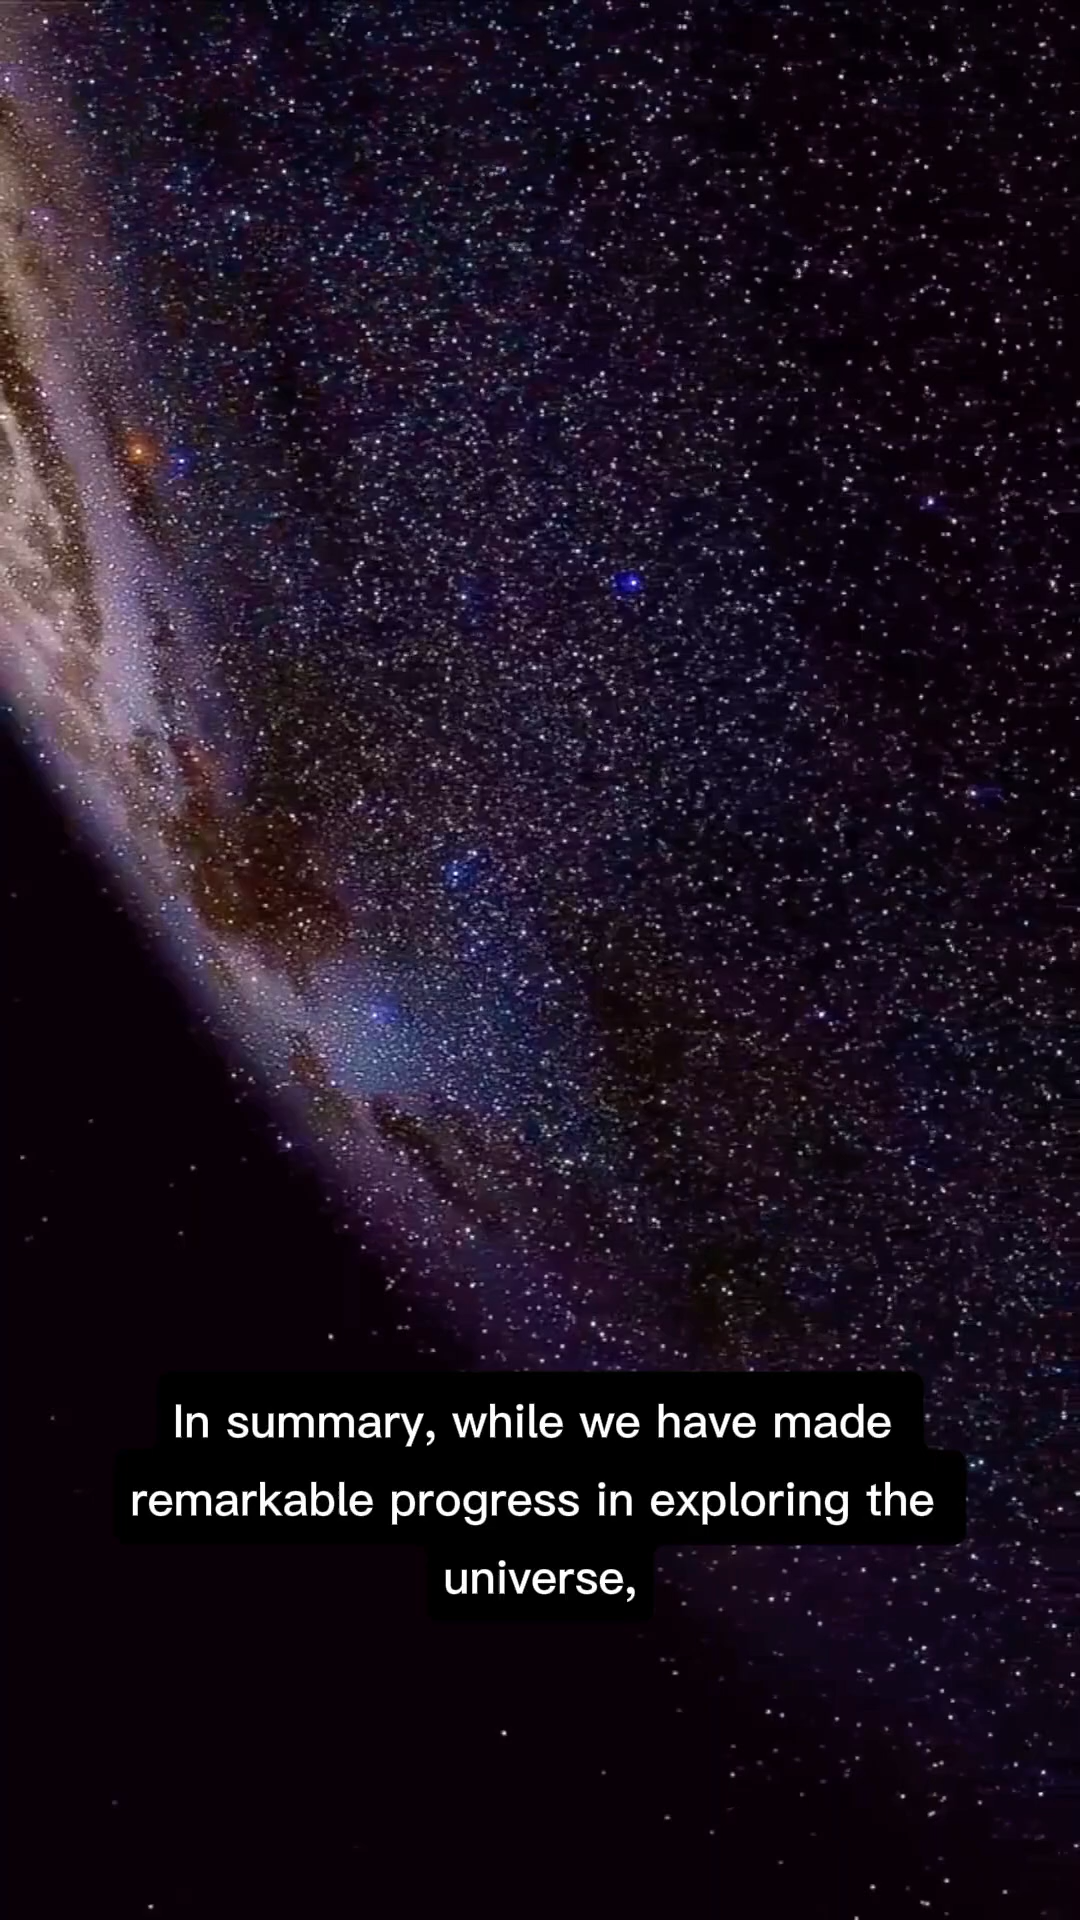 In summary, while we have made
remarkable progress in exploring the
universe,